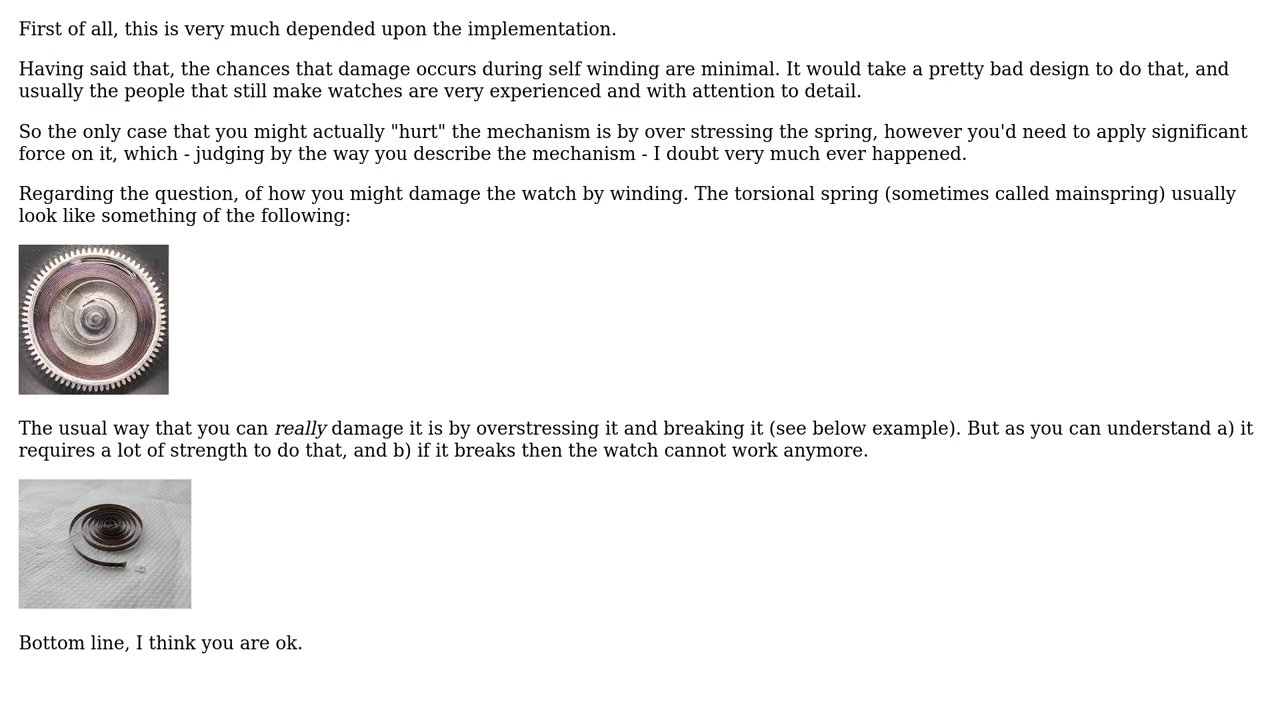 First of all, this is very much depended upon the implementation.
Having said that, the chances that damage occurs during self winding are minimal. It would take a pretty bad design to do that, and
usually the people that still make watches are very experienced and with attention to detail.
So the only case that you might actually "hurt" the mechanism is by over stressing the spring, however you'd need to apply significant
force on it, which - judging by the way you describe the mechanism - I doubt very much ever happened.
Regarding the question, of how you might damage the watch by winding. The torsional spring (sometimes called mainspring) usually
look like something of the following:
The usual way that you can really damage it is by overstressing it and breaking it (see below example). But as you can understand a) it
requires a lot of strength to do that, and b) if it breaks then the watch cannot work anymore.
Bottom line, I think you are ok.